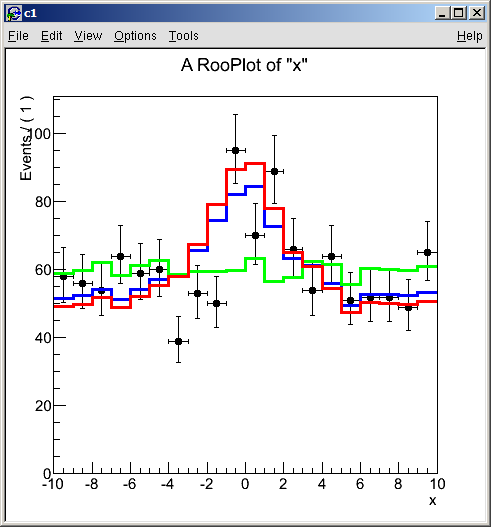 c1
File Edit View Options Tools Help
A RooPlot of "x"
Events / ( 1 )
100
80
60
40
20
0
-10 -8 -6 -4 -2 0 2 4 6 8 10
x